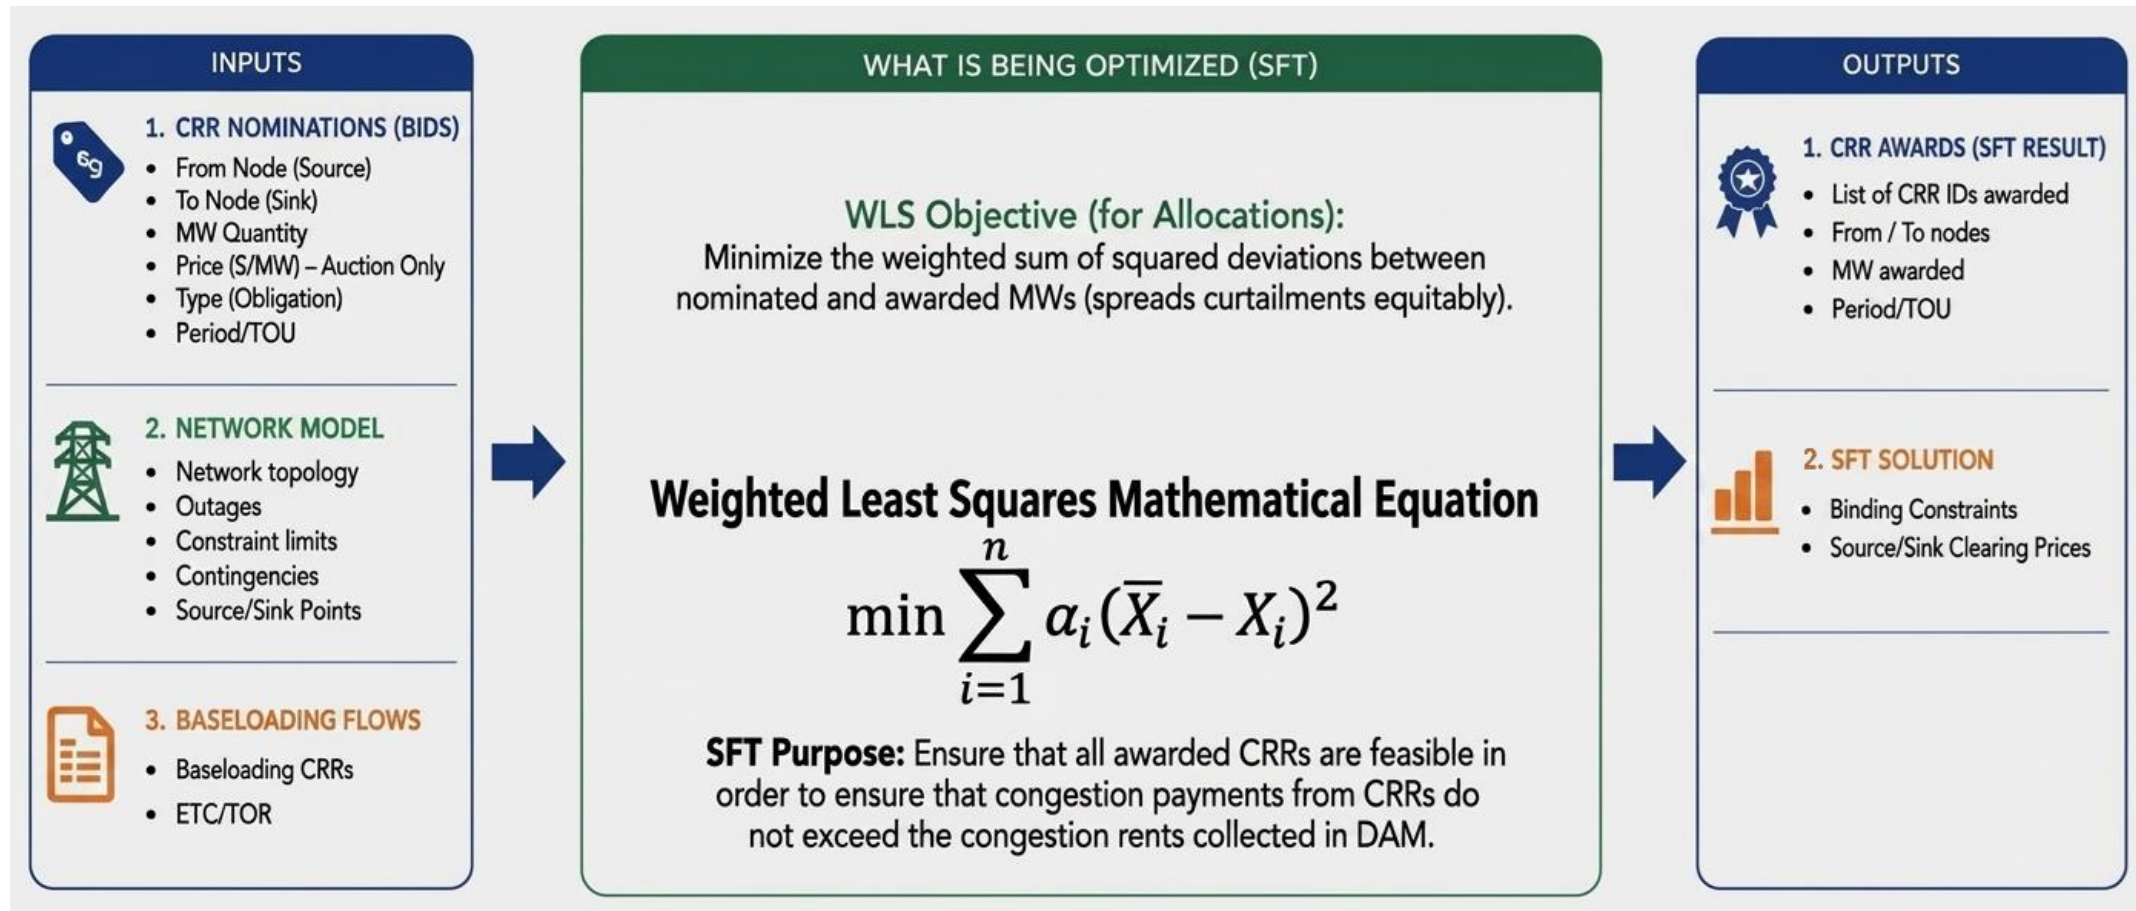 INPUTS
1. CRR NOMINATIONS (BIDS)
• From Node (Source)
• To Node (Sink)
• MW Quantity
• Price (S/MW) – Auction Only
• Type (Obligation)
• Period/TOU
2. NETWORK MODEL
• Network topology
• Outages
• Constraint limits
• Contingencies
• Source/Sink Points
3. BASELOADING FLOWS
• Baseloading CRRs
• ETC/TOR
WHAT IS BEING OPTIMIZED (SFT)
WLS Objective (for Allocations):
Minimize the weighted sum of squared deviations between
nominated and awarded MWs (spreads curtailments equitably).
Weighted Least Squares Mathematical Equation
n
min ∑ αᵢ(X̅ᵢ − Xᵢ)²
i=1
SFT Purpose: Ensure that all awarded CRRs are feasible in
order to ensure that congestion payments from CRRs do
not exceed the congestion rents collected in DAM.
OUTPUTS
1. CRR AWARDS (SFT RESULT)
• List of CRR IDs awarded
• From / To nodes
• MW awarded
• Period/TOU
2. SFT SOLUTION
• Binding Constraints
• Source/Sink Clearing Prices